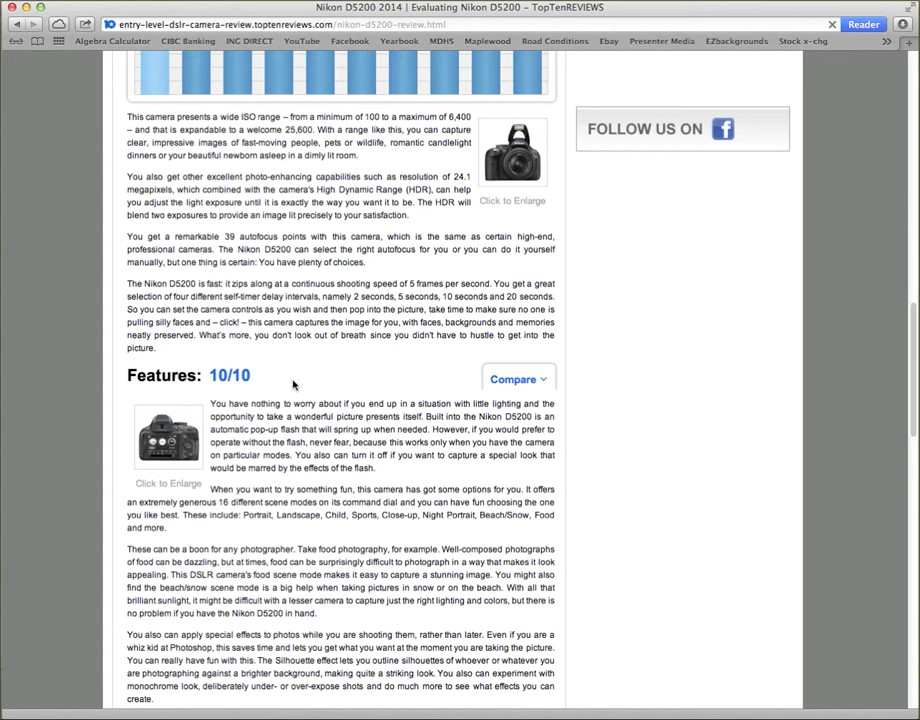 Nikon D5200 2014 | Evaluating Nikon D5200 - TopTenREVIEWS
entry-level-dslr-camera-review.toptenreviews.com/nikon-d5200-review.html
Reader
Algebra Calculator CIBC Banking ING DIRECT YouTube Facebook Yearbook MDHS Maplewood Road Conditions Ebay Presenter Media EZbackgrounds Stock x-chg
This camera presents a wide ISO range – from a minimum of 100 to a maximum of 6,400
– and that is expandable to a welcome 25,600. With a range like this, you can capture
clear, impressive images of fast-moving people, pets or wildlife, romantic candlelight
dinners or your beautiful newborn asleep in a dimly lit room.
FOLLOW US ON
You also get other excellent photo-enhancing capabilities such as resolution of 24.1
megapixels, which combined with the camera's High Dynamic Range (HDR), can help
you adjust the light exposure until it is exactly the way you want it to be. The HDR will
blend two exposures to provide an image lit precisely to your satisfaction.
Click to Enlarge
You get a remarkable 39 autofocus points with this camera, which is the same as certain high-end,
professional cameras. The Nikon D5200 can select the right autofocus for you or you can do it yourself
manually, but one thing is certain: You have plenty of choices.
The Nikon D5200 is fast: it zips along at a continuous shooting speed of 5 frames per second. You get a great
selection of four different self-timer delay intervals, namely 2 seconds, 5 seconds, 10 seconds and 20 seconds.
So you can set the camera controls as you wish and then pop into the picture, take time to make sure no one is
pulling silly faces and – click! – this camera captures the image for you, with faces, backgrounds and memories
neatly preserved. What's more, you don't look out of breath since you didn't have to hustle to get into the
picture.
Features: 10/10
Compare
You have nothing to worry about if you end up in a situation with little lighting and the
opportunity to take a wonderful picture presents itself. Built into the Nikon D5200 is an
automatic pop-up flash that will spring up when needed. However, if you would prefer to
operate without the flash, never fear, because this works only when you have the camera
on particular modes. You also can turn it off if you want to capture a special look that
would be marred by the effects of the flash.
Click to Enlarge
When you want to try something fun, this camera has got some options for you. It offers
an extremely generous 16 different scene modes on its command dial and you can have fun choosing the one
you like best. These include: Portrait, Landscape, Child, Sports, Close-up, Night Portrait, Beach/Snow, Food
and more.
These can be a boon for any photographer. Take food photography, for example. Well-composed photographs
of food can be dazzling, but at times, food can be surprisingly difficult to photograph in a way that makes it look
appealing. This DSLR camera's food scene mode makes it easy to capture a stunning image. You might also
find the beach/snow scene mode is a big help when taking pictures in snow or on the beach. With all that
brilliant sunlight, it might be difficult with a lesser camera to capture just the right lighting and colors, but there is
no problem if you have the Nikon D5200 in hand.
You also can apply special effects to photos while you are shooting them, rather than later. Even if you are a
whiz kid at Photoshop, this saves time and lets you get what you want at the moment you are taking the picture.
You can really have fun with this. The Silhouette effect lets you outline silhouettes of whoever or whatever you
are photographing against a brighter background, making quite a striking look. You also can experiment with
monochrome look, deliberately under- or over-expose shots and do much more to see what effects you can
create.